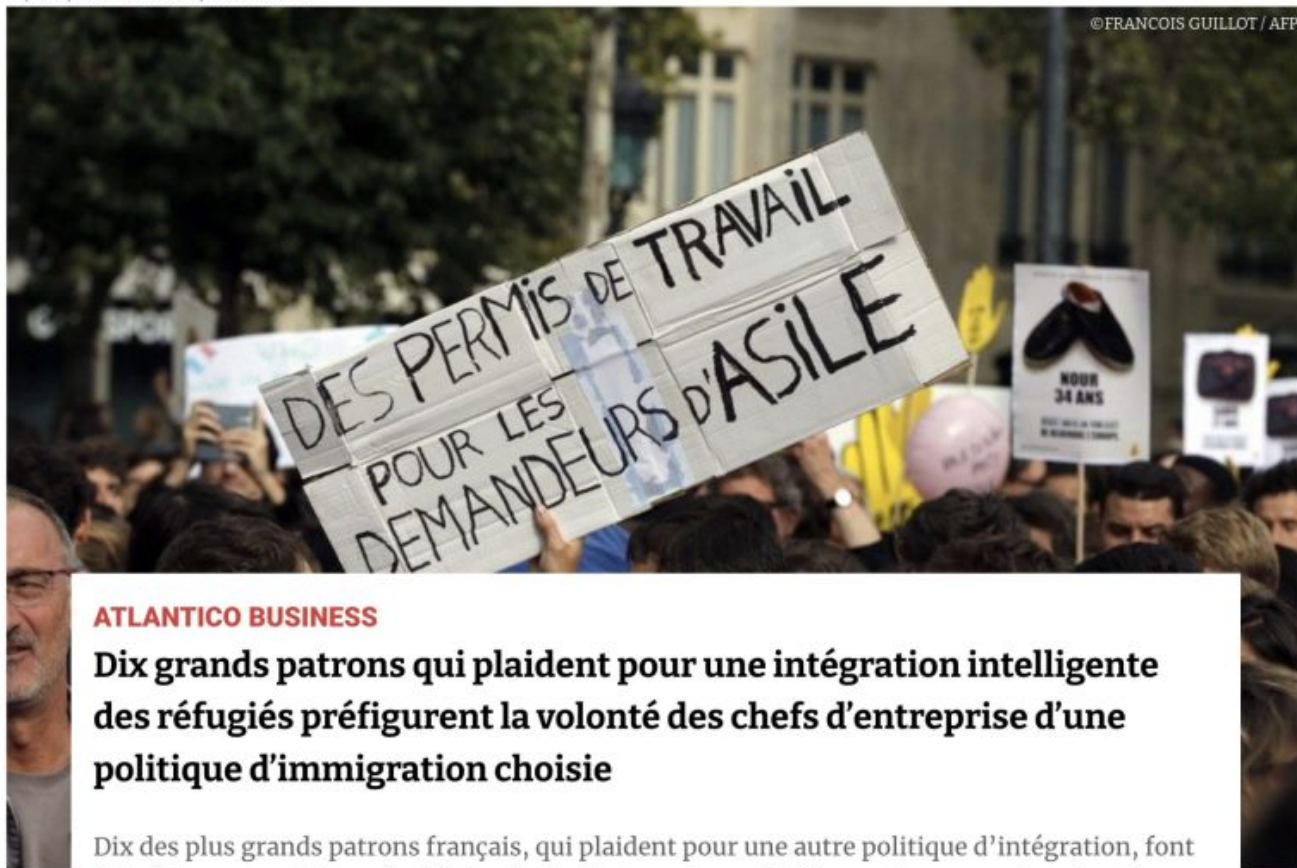 ©FRANCOIS GUILLOT / AFP
DES PERMIS DE TRAVAIL
POUR LES
DEMANDEURS D'ASILE
NOUR
34 ANS
ATLANTICO BUSINESS
Dix grands patrons qui plaident pour une intégration intelligente
des réfugiés préfigurent la volonté des chefs d’entreprise d’une
politique d’immigration choisie
Dix des plus grands patrons français, qui plaident pour une autre politique d’intégration, font